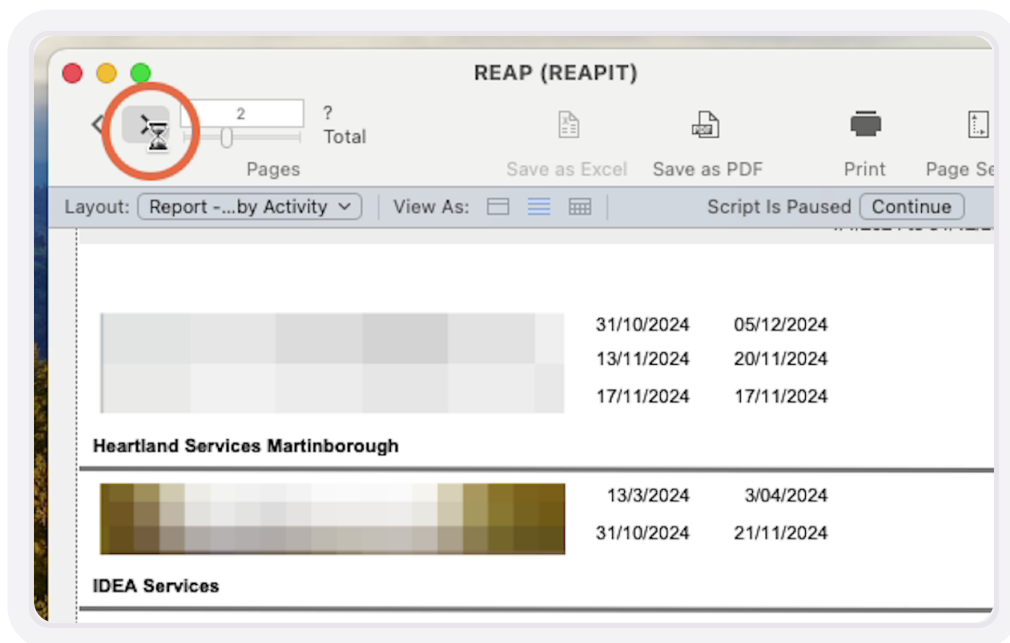 REAP (REAPIT)
2
?
Total
Pages
Save as Excel
Save as PDF
PDF
Print
Page Se
Layout: Report -...by Activity
View As:
Script Is Paused
Continue
31/10/2024 05/12/2024
13/11/2024 20/11/2024
17/11/2024 17/11/2024
Heartland Services Martinborough
13/3/2024 3/04/2024
31/10/2024 21/11/2024
IDEA Services